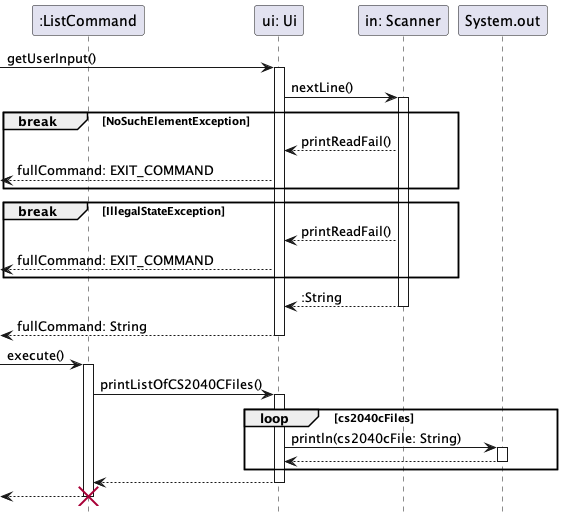 :ListCommand
ui: Ui
in: Scanner
System.out
getUserInput()
nextLine()
break [NoSuchElementException]
printReadFail()
fullCommand: EXIT_COMMAND
break [IllegalStateException]
printReadFail()
fullCommand: EXIT_COMMAND
:String
fullCommand: String
execute()
printListOfCS2040CFiles()
loop [cs2040cFiles]
println(cs2040cFile: String)